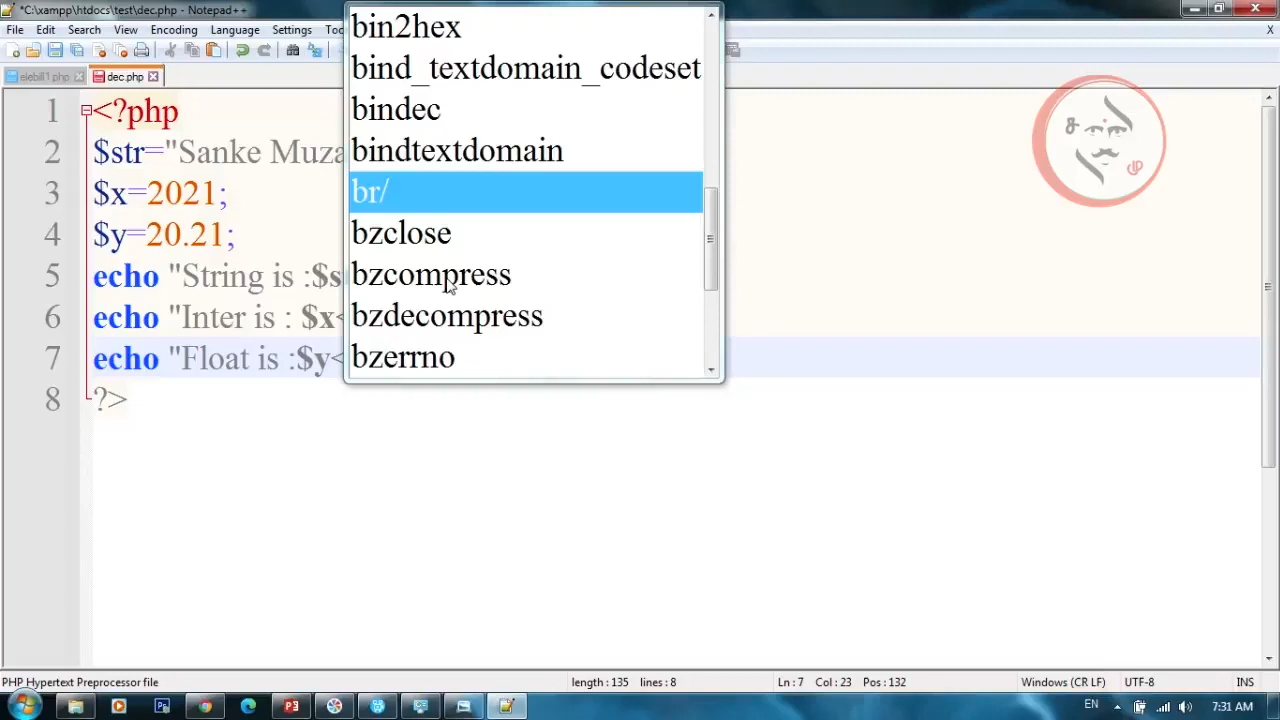 *C:\xampp\htdocs\test\dec.php - Notepad++
File Edit Search View Encoding Language Settings X
elebill1.php dec.php
1 <?php
2 $str="Sanke Muza
3 $x=2021;
4 $y=20.21;
5 echo "String is :$s
6 echo "Inter is : $x<
7 echo "Float is :$y<
8 ?>
bin2hex
bind_textdomain_codeset
bindec
bindtextdomain
br/
bzclose
bzcompress
bzdecompress
bzerrno
PHP Hypertext Preprocessor file length : 135 lines : 8 Ln : 7 Col : 23 Pos : 132 Windows (CR LF) UTF-8 INS
EN 7:31 AM